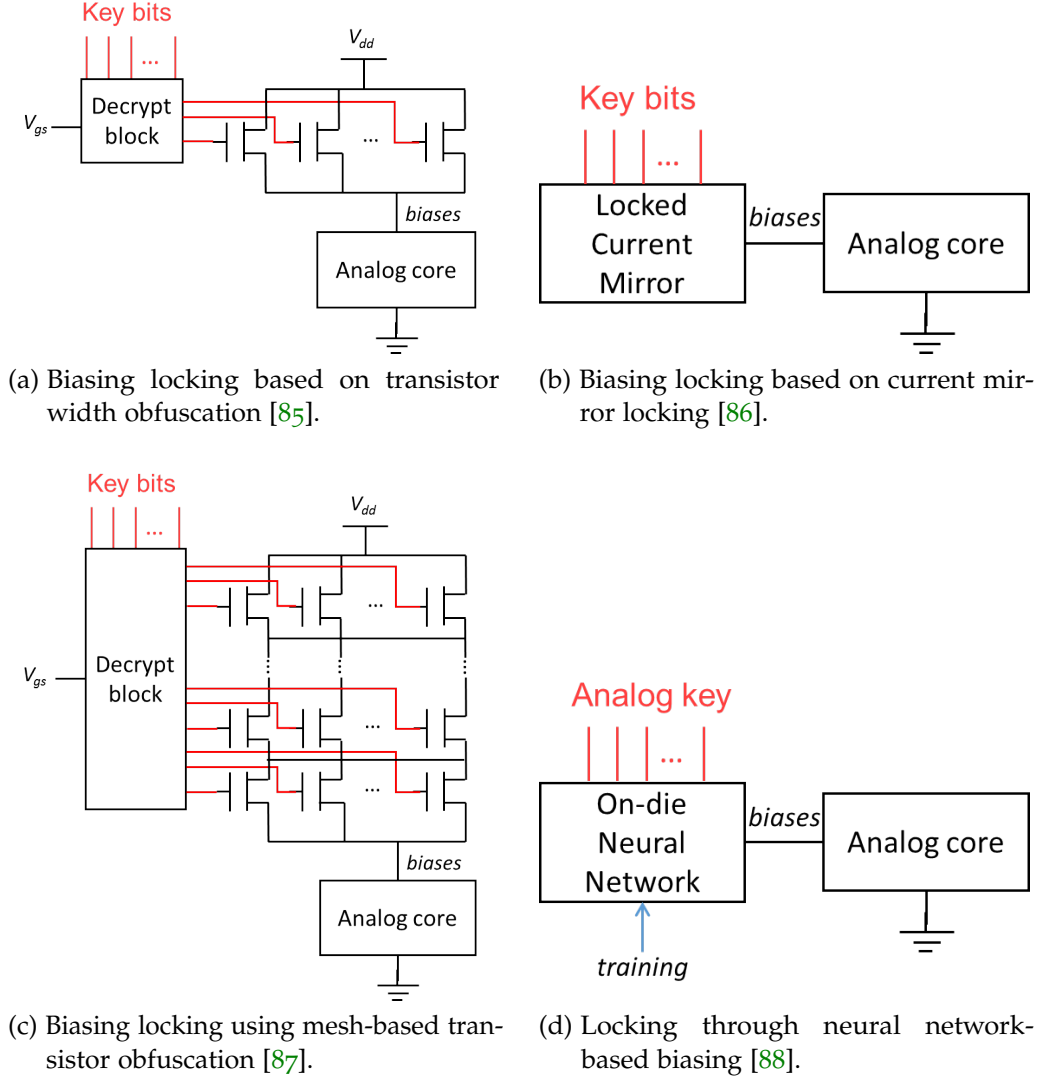 Key bits
...
V_dd
Decrypt
block
V_gs
...
biases
Analog core
(a) Biasing locking based on transistor
width obfuscation [85].
Key bits
...
Locked
Current
Mirror
biases
Analog core
(b) Biasing locking based on current mir-
ror locking [86].
Key bits
...
V_dd
...
Decrypt
block
V_gs
...
...
biases
Analog core
(c) Biasing locking using mesh-based tran-
sistor obfuscation [87].
Analog key
...
On-die
Neural
Network
biases
Analog core
training
(d) Locking through neural network-
based biasing [88].